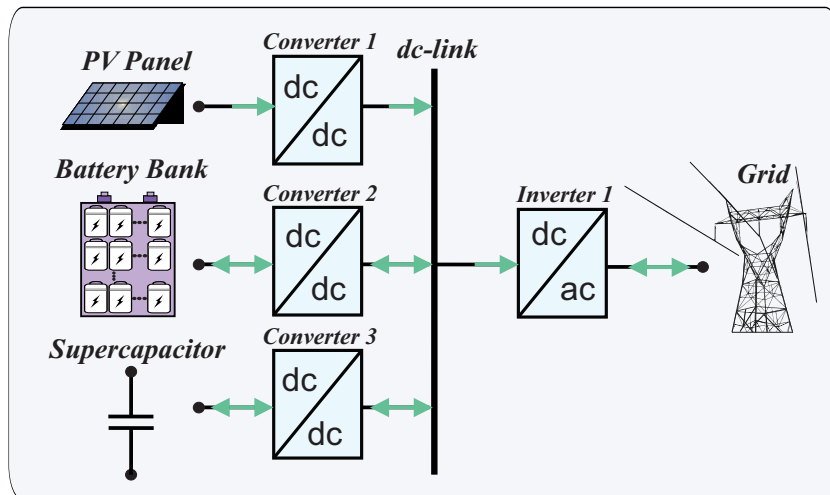 PV Panel
Converter 1
dc
dc
dc-link
Battery Bank
Converter 2
dc
dc
Inverter 1
dc
ac
Grid
Supercapacitor
Converter 3
dc
dc